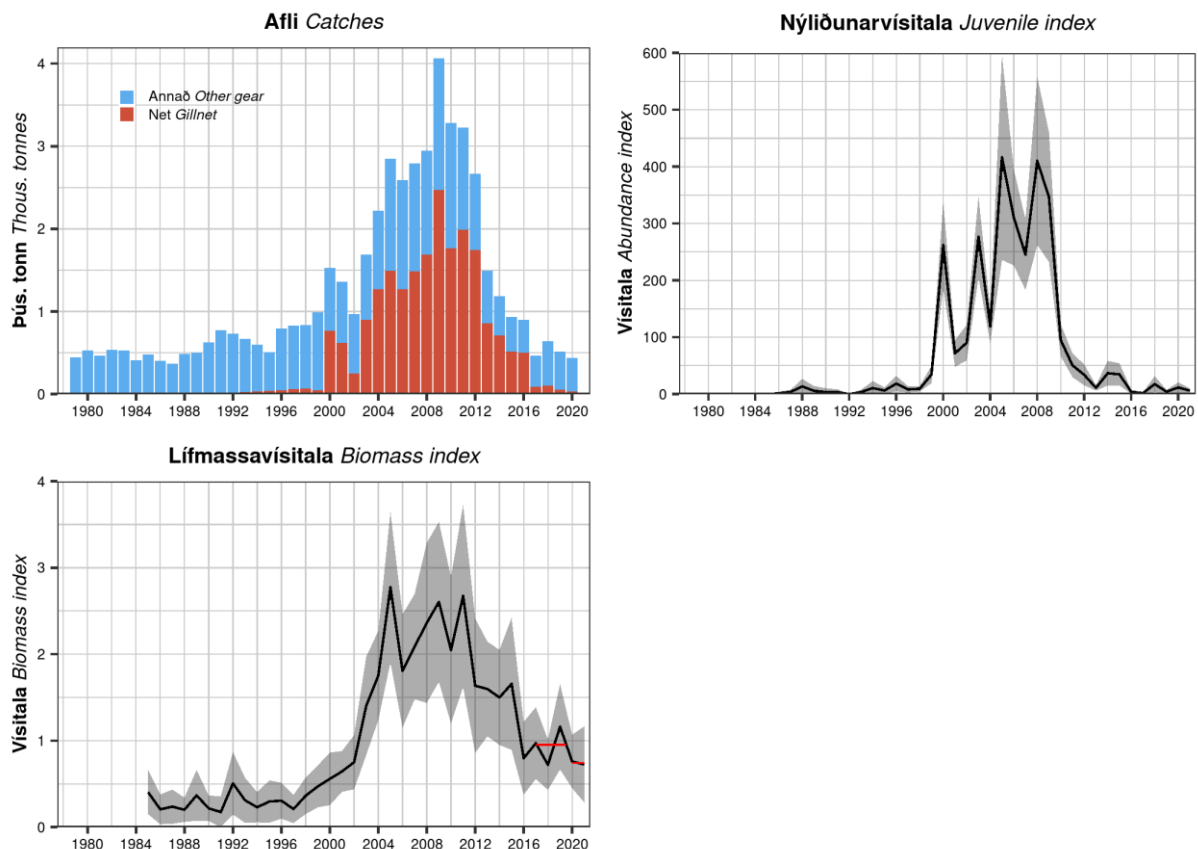 Afli Catches
4
3
2
1
0
Þús. tonn Thous. tonnes
Annað Other gear
Net Gillnet
1980 1984 1988 1992 1996 2000 2004 2008 2012 2016 2020
Nýliðunarvísitala Juvenile index
600
500
400
300
200
100
0
Vísitala Abundance index
1980 1984 1988 1992 1996 2000 2004 2008 2012 2016 2020
Lífmassavísitala Biomass index
4
3
2
1
0
Vísitala Biomass index
1980 1984 1988 1992 1996 2000 2004 2008 2012 2016 2020